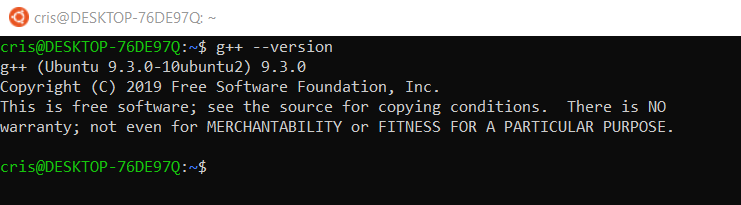 cris@DESKTOP-76DE97Q: ~
cris@DESKTOP-76DE97Q:~$ g++ --version
g++ (Ubuntu 9.3.0-10ubuntu2) 9.3.0
Copyright (C) 2019 Free Software Foundation, Inc.
This is free software; see the source for copying conditions.  There is NO
warranty; not even for MERCHANTABILITY or FITNESS FOR A PARTICULAR PURPOSE.
cris@DESKTOP-76DE97Q:~$